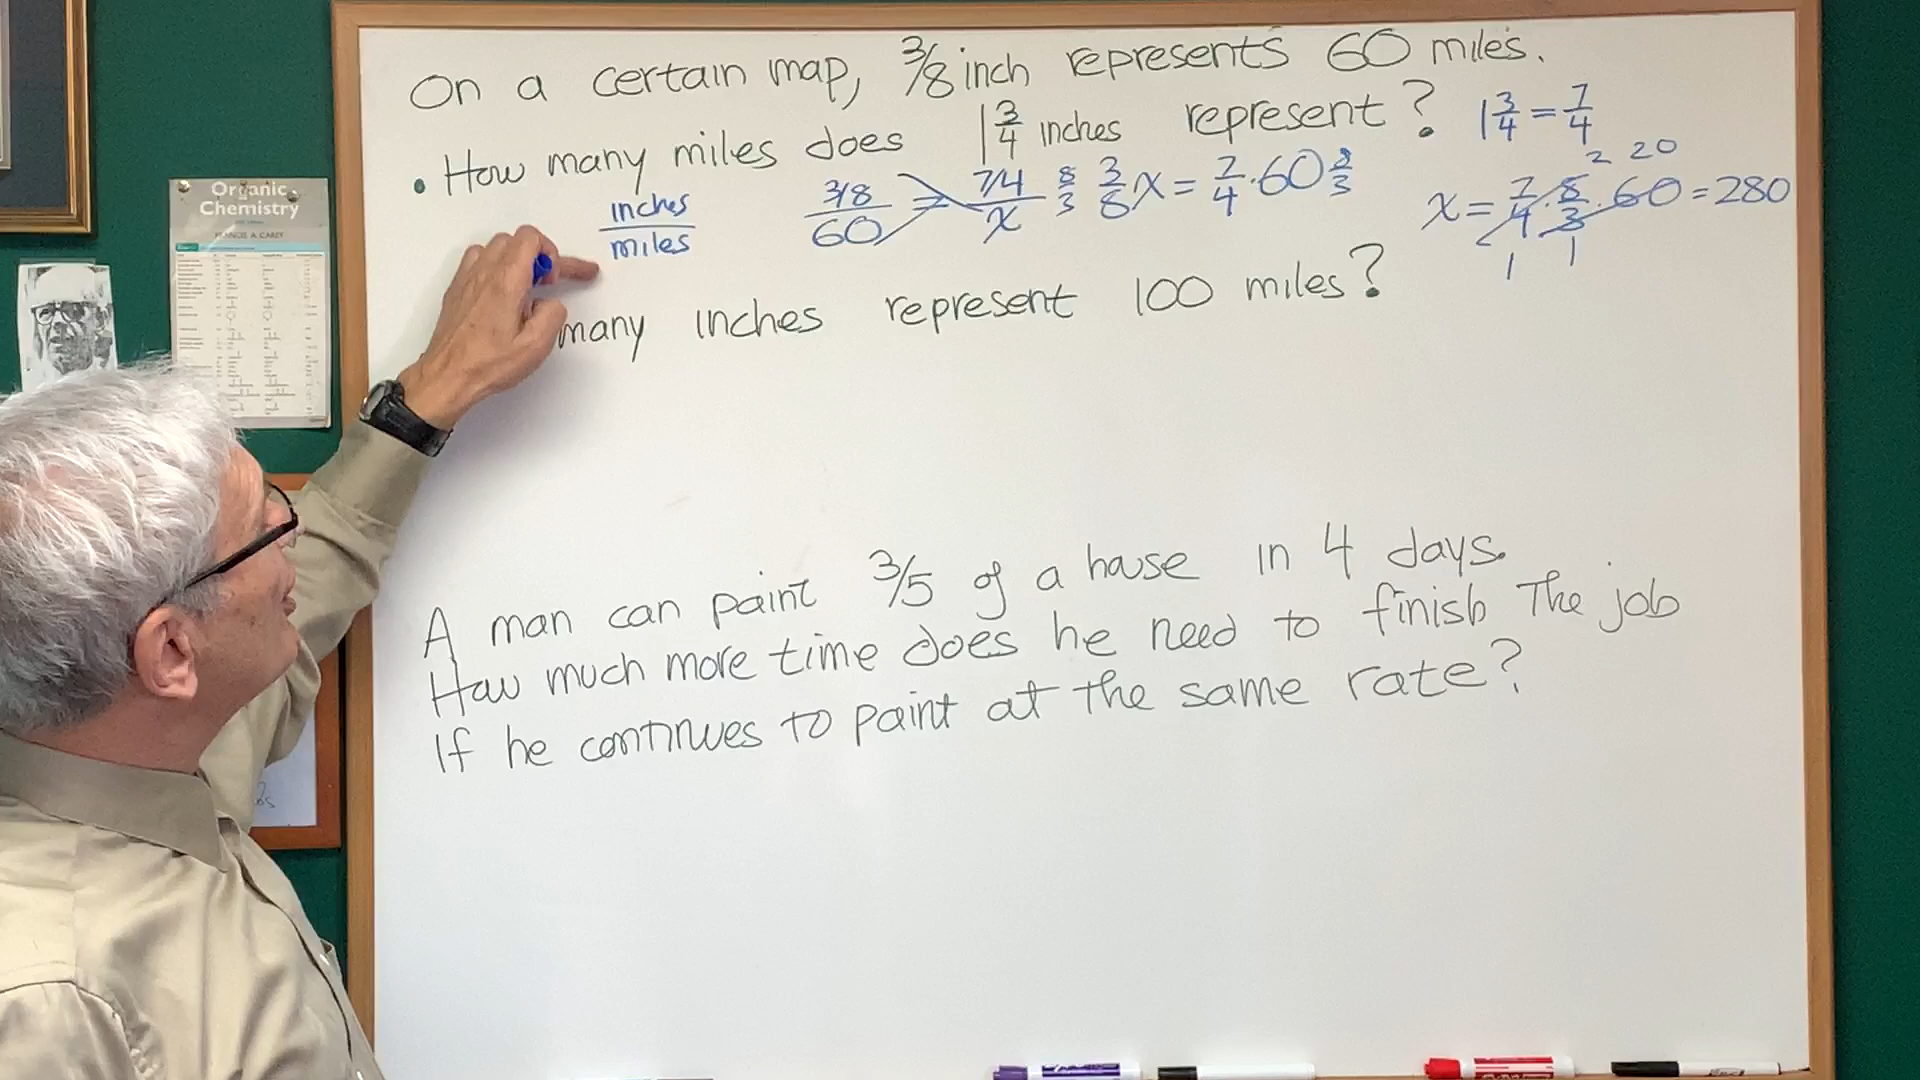 On a certain map, 3/8 inch represents 60 miles.
• How many miles does 1 3/4 inches represent? 1 3/4 = 7/4
inches/miles (3/8)/60 = (7/4)/x 8/3 3/8 x = 7/4 · 60 8/3 x = 7/4 · 8/3 · 60 = 280
2 20
1 1
many inches represent 100 miles?
A man can paint 3/5 of a house in 4 days.
How much more time does he need to finish The job
If he continues to paint at the same rate?
Organic
Chemistry
FRANCIS A. CAREY